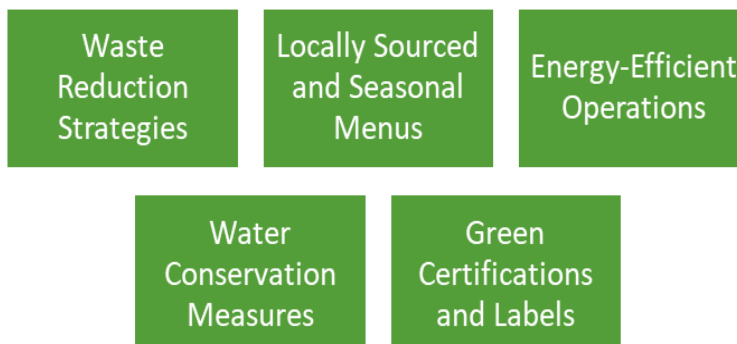 Waste
Reduction
Strategies
Locally Sourced
and Seasonal
Menus
Energy-Efficient
Operations
Water
Conservation
Measures
Green
Certifications
and Labels